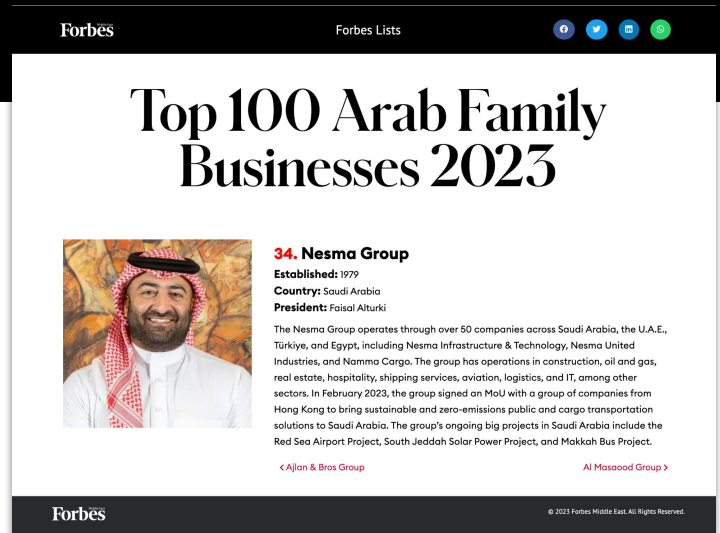 Forbes
Middle East
Forbes Lists
Top 100 Arab Family
Businesses 2023
34. Nesma Group
Established: 1979
Country: Saudi Arabia
President: Faisal Alturki
The Nesma Group operates through over 50 companies across Saudi Arabia, the U.A.E.,
Türkiye, and Egypt, including Nesma Infrastructure & Technology, Nesma United
Industries, and Namma Cargo. The group has operations in construction, oil and gas,
real estate, hospitality, shipping services, aviation, logistics, and IT, among other
sectors. In February 2023, the group signed an MoU with a group of companies from
Hong Kong to bring sustainable and zero-emissions public and cargo transportation
solutions to Saudi Arabia. The group's ongoing big projects in Saudi Arabia include the
Red Sea Airport Project, South Jeddah Solar Power Project, and Makkah Bus Project.
< Ajlan & Bros Group
Al Masaood Group >
Forbes
Middle East
© 2023 Forbes Middle East. All Rights Reserved.